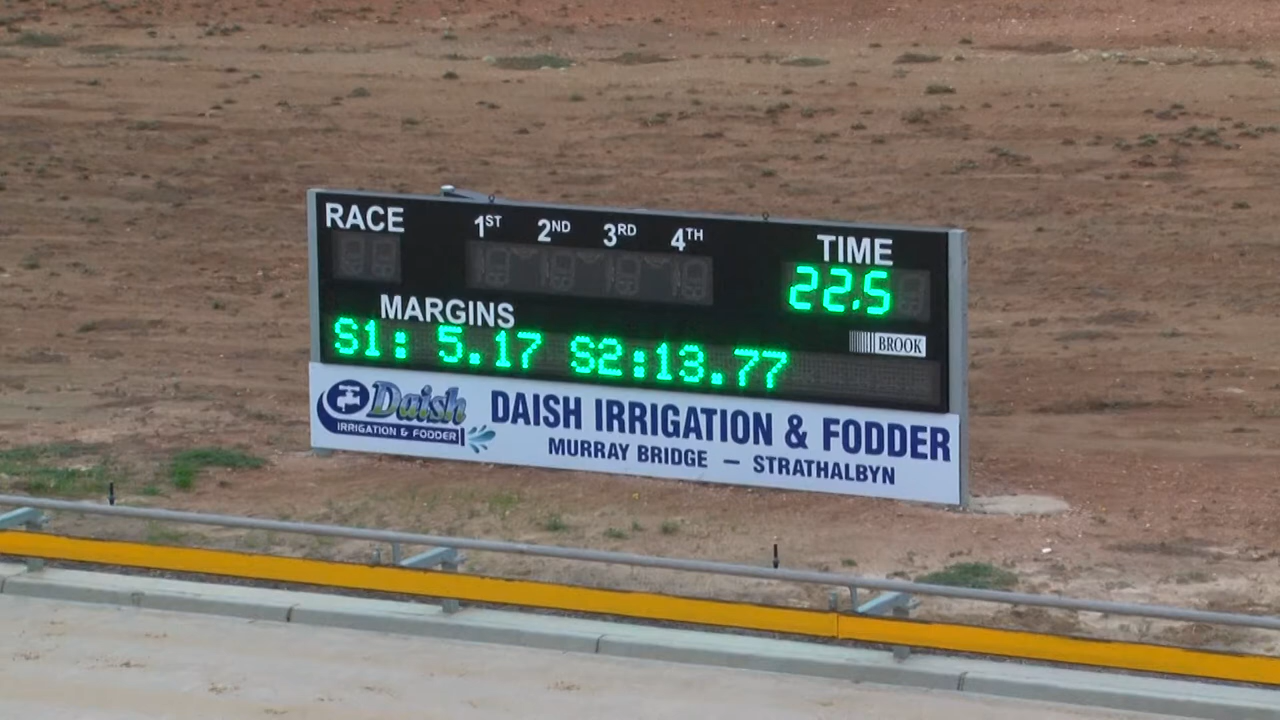 RACE 1ST 2ND 3RD 4TH TIME
22.5
MARGINS
BROOK
S1: 5.17 S2:13.77
Daish
IRRIGATION & FODDER
DAISH IRRIGATION & FODDER
MURRAY BRIDGE – STRATHALBYN